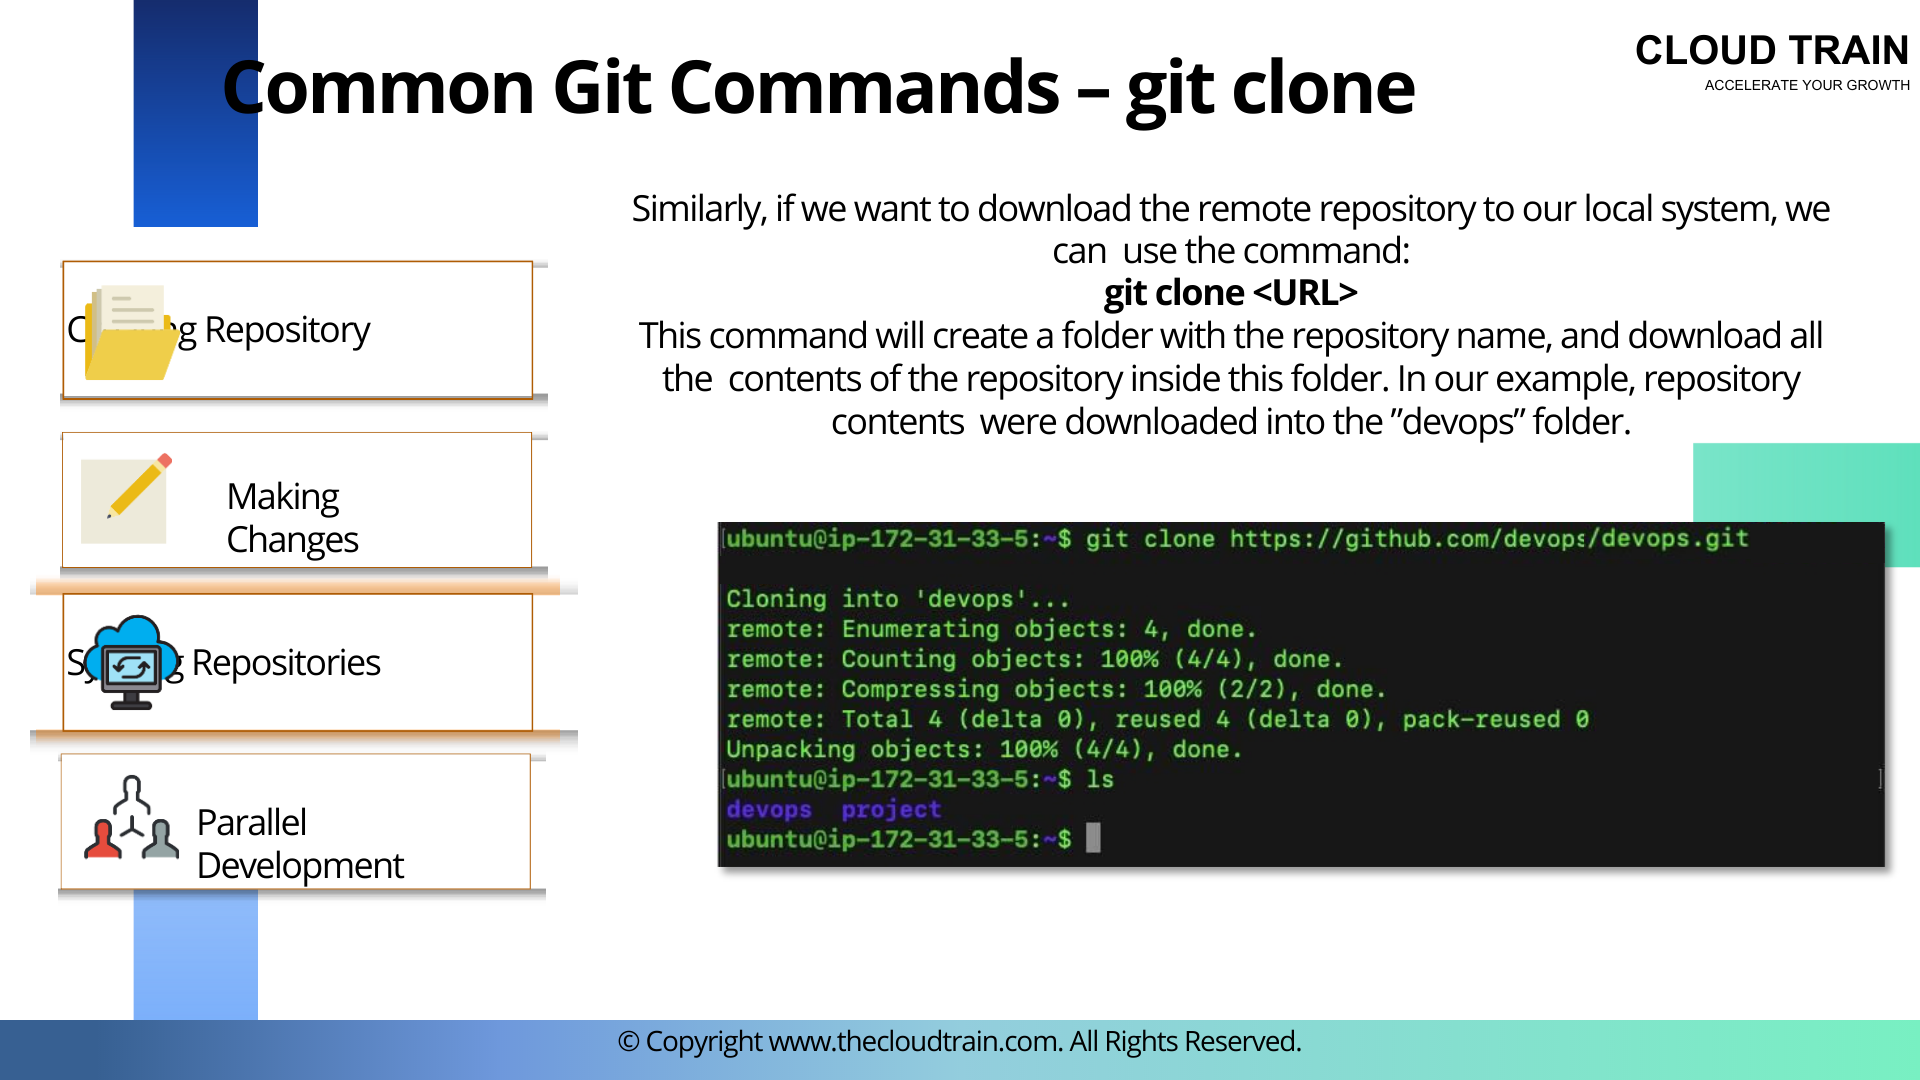 Common Git Commands – git clone
CLOUD TRAIN
ACCELERATE YOUR GROWTH
Similarly, if we want to download the remote repository to our local system, we
can use the command:
git clone <URL>
This command will create a folder with the repository name, and download all
the contents of the repository inside this folder. In our example, repository
contents were downloaded into the ”devops” folder.
Repository
Making
Changes
Repositories
Parallel
Development
[ubuntu@ip-172-31-33-5:~$ git clone https://github.com/devops/devops.git
Cloning into 'devops'...
remote: Enumerating objects: 4, done.
remote: Counting objects: 100% (4/4), done.
remote: Compressing objects: 100% (2/2), done.
remote: Total 4 (delta 0), reused 4 (delta 0), pack-reused 0
Unpacking objects: 100% (4/4), done.
[ubuntu@ip-172-31-33-5:~$ ls ]
devops project
ubuntu@ip-172-31-33-5:~$
© Copyright www.thecloudtrain.com. All Rights Reserved.